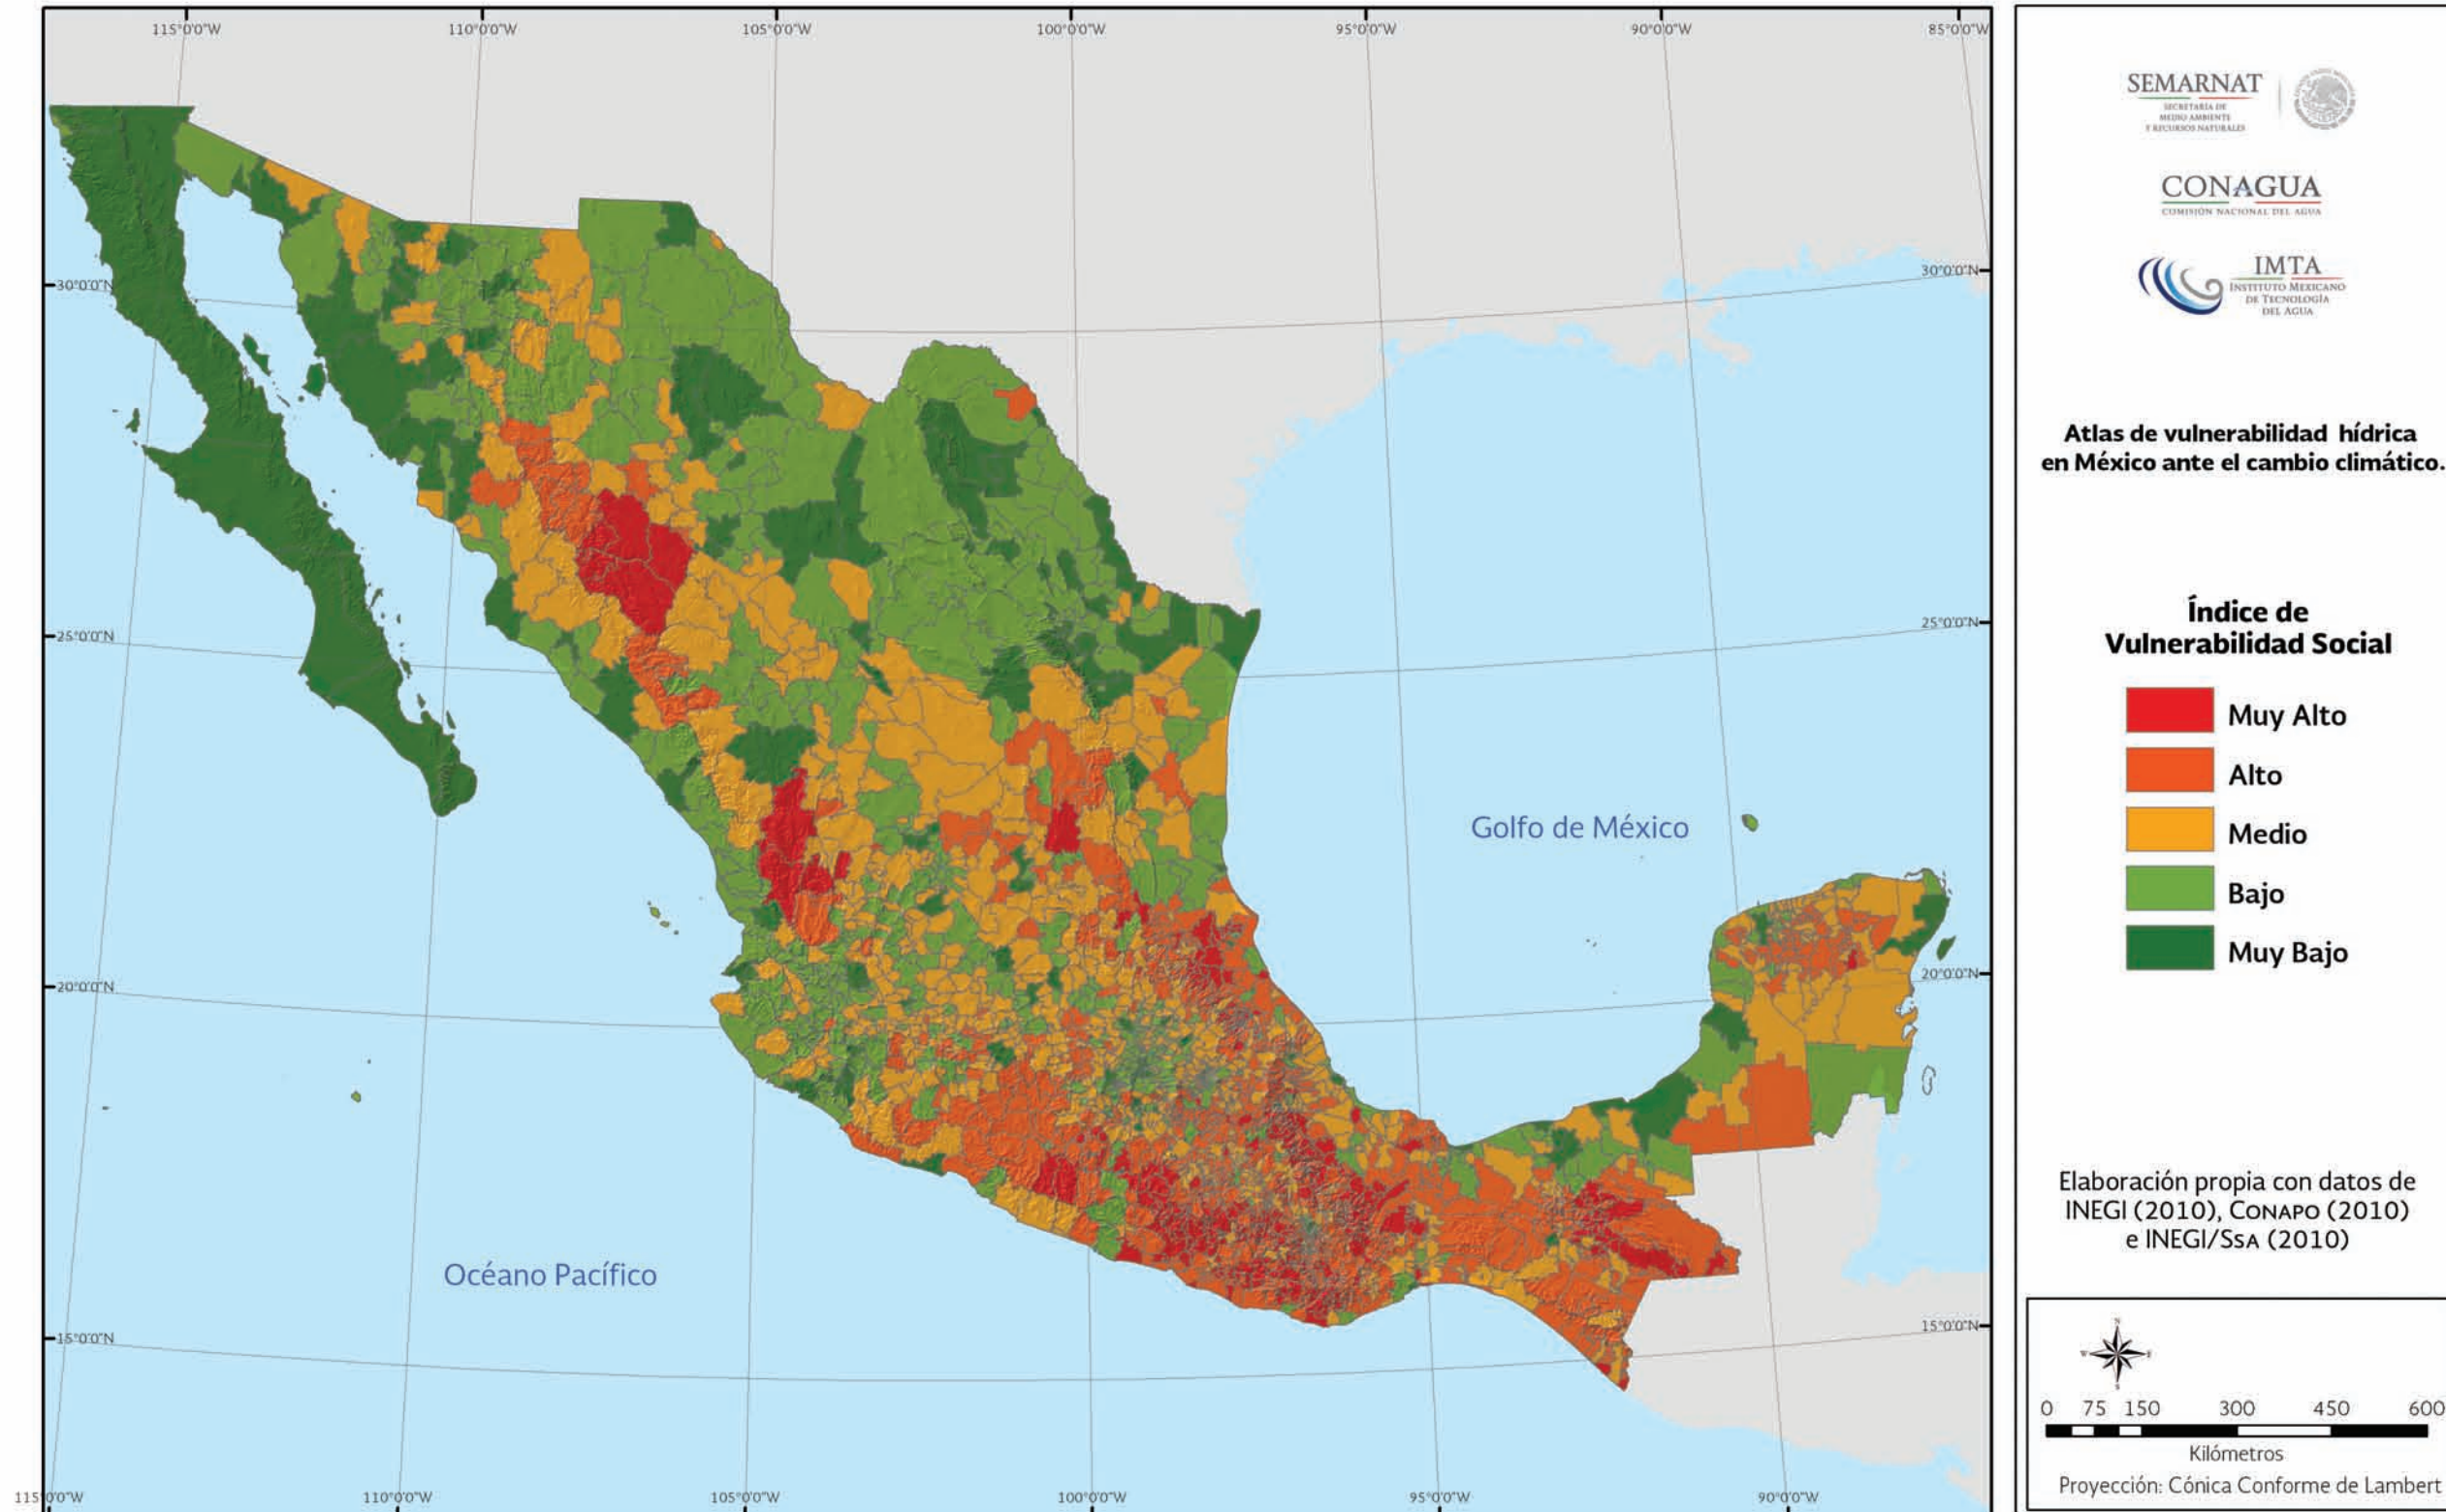 115°0'0"W
110°0'0"W
105°0'0"W
100°0'0"W
95°0'0"W
90°0'0"W
85°0'0"W
30°0'0"N
30°0'0"N
25°0'0"N
25°0'0"N
20°0'0"N
20°0'0"N
15°0'0"N
15°0'0"N
Golfo de México
Océano Pacífico
115°0'0"W
110°0'0"W
105°0'0"W
100°0'0"W
95°0'0"W
90°0'0"W
SEMARNAT
SECRETARÍA DE
MEDIO AMBIENTE
Y RECURSOS NATURALES
CONAGUA
COMISIÓN NACIONAL DEL AGUA
IMTA
INSTITUTO MEXICANO
DE TECNOLOGÍA
DEL AGUA
Atlas de vulnerabilidad hídrica
en México ante el cambio climático.
Índice de
Vulnerabilidad Social
Muy Alto
Alto
Medio
Bajo
Muy Bajo
Elaboración propia con datos de
INEGI (2010), CONAPO (2010)
e INEGI/SSA (2010)
N
W E
S
0 75 150 300 450 600
Kilómetros
Proyección: Cónica Conforme de Lambert